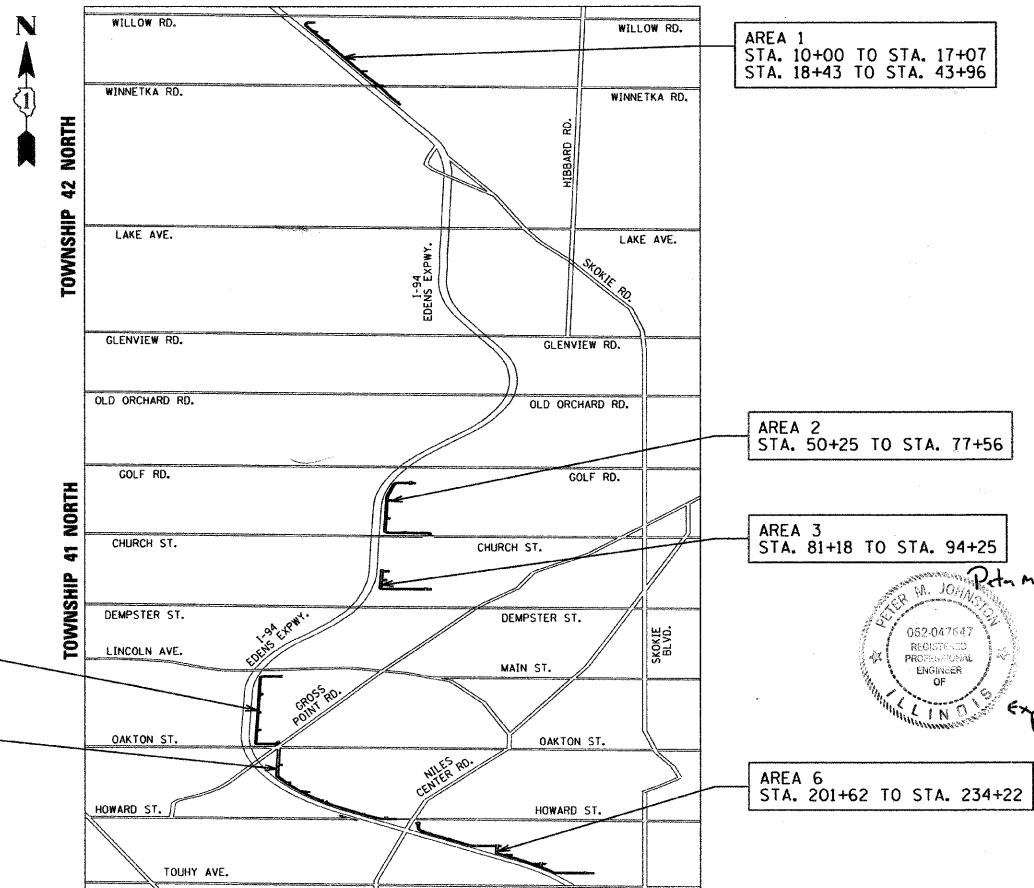 N
1
TOWNSHIP 42 NORTH
TOWNSHIP 41 NORTH
WILLOW RD.
WILLOW RD.
WINNETKA RD.
WINNETKA RD.
HIBBARD RD.
LAKE AVE.
LAKE AVE.
I-94
EDENS EXPWY.
SKOKIE RD.
GLENVIEW RD.
GLENVIEW RD.
OLD ORCHARD RD.
OLD ORCHARD RD.
GOLF RD.
GOLF RD.
CHURCH ST.
CHURCH ST.
DEMPSTER ST.
DEMPSTER ST.
I-94
EDENS EXPWY.
LINCOLN AVE.
MAIN ST.
SKOKIE
BLVD.
GROSS
POINT RD.
OAKTON ST.
OAKTON ST.
NILES
CENTER RD.
HOWARD ST.
HOWARD ST.
TOUHY AVE.
AREA 1
STA. 10+00 TO STA. 17+07
STA. 18+43 TO STA. 43+96
AREA 2
STA. 50+25 TO STA. 77+56
AREA 3
STA. 81+18 TO STA. 94+25
PETER M. JOHNSTON
062-047647
REGISTERED
PROFESSIONAL
ENGINEER
OF
ILLINOIS
AREA 6
STA. 201+62 TO STA. 234+22